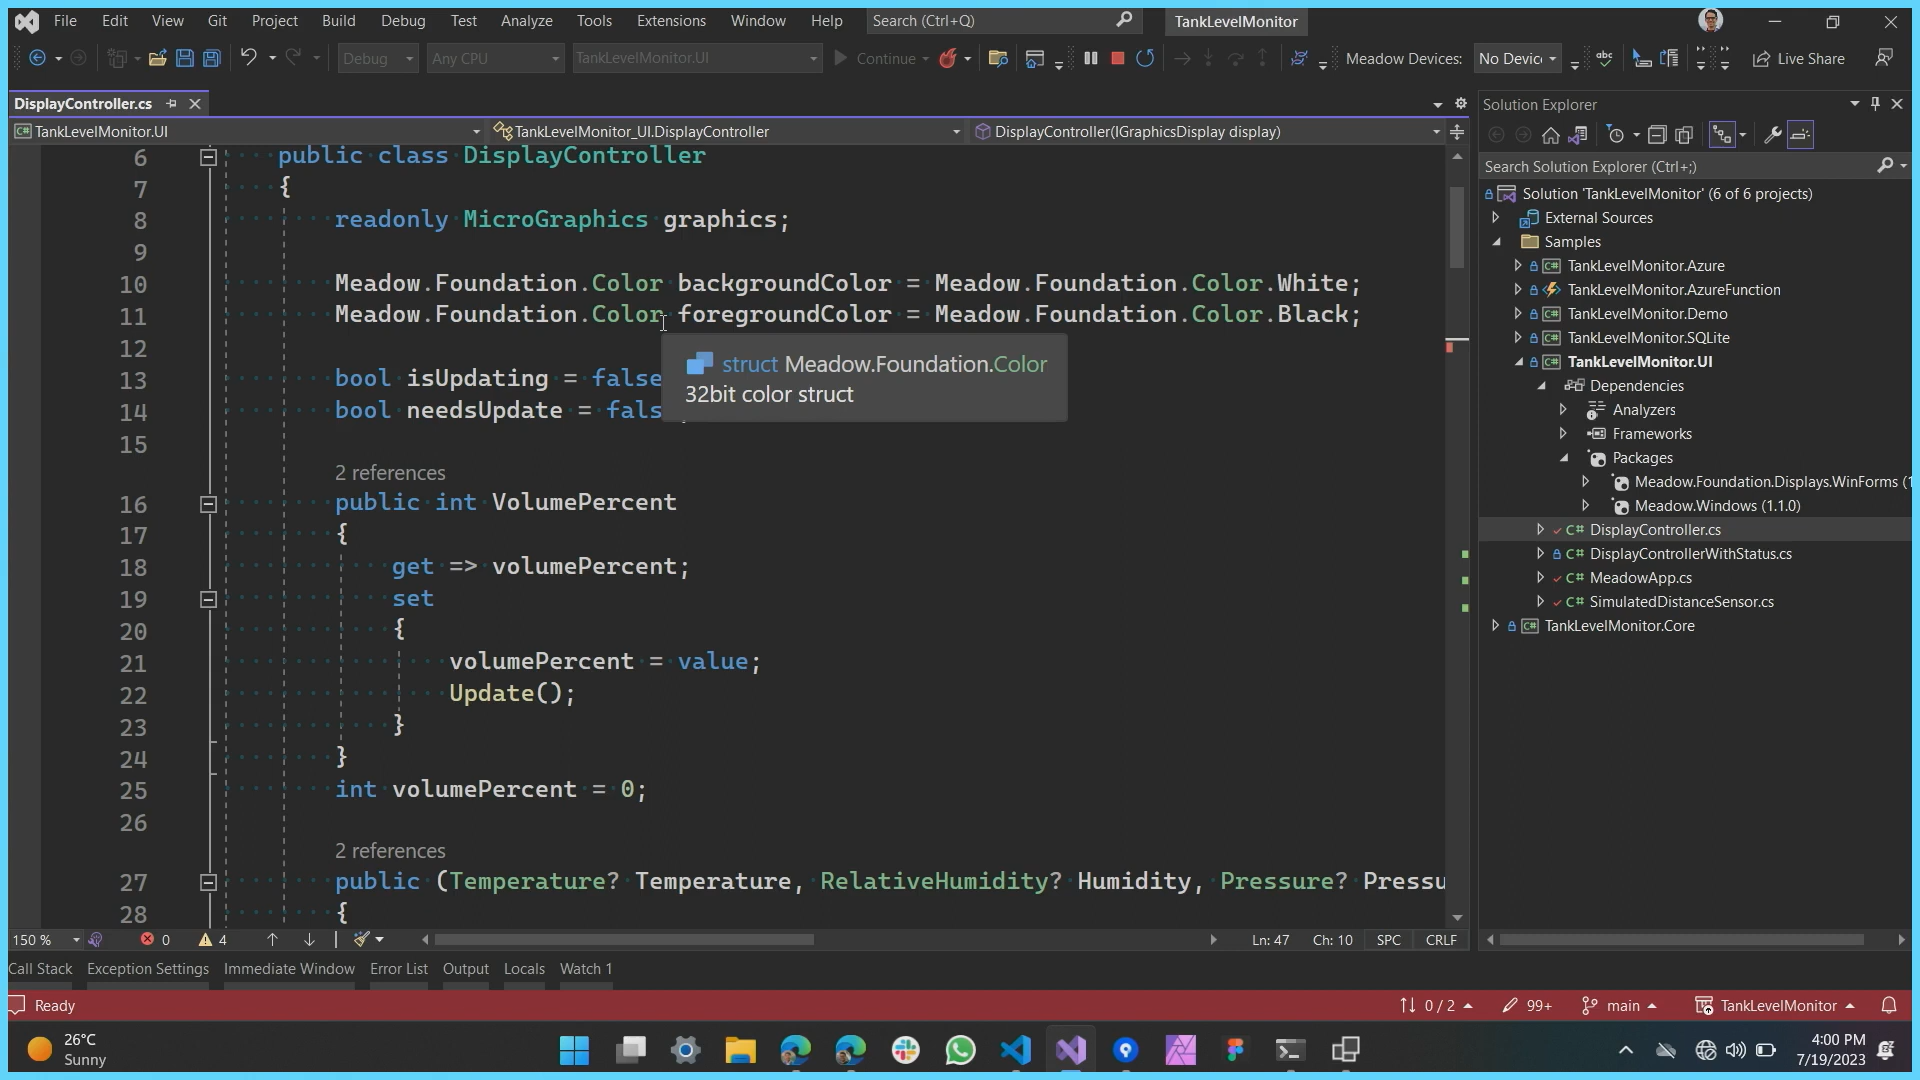 File Edit View Git Project Build Debug Test Analyze Tools Extensions Window Help Search (Ctrl+Q) TankLevelMonitor
Debug Any CPU TankLevelMonitor.UI Continue Meadow Devices: No Device Live Share
DisplayController.cs
TankLevelMonitor.UI TankLevelMonitor_UI.DisplayController DisplayController(IGraphicsDisplay display)
6 public class DisplayController
7 {
8 readonly MicroGraphics graphics;
9
10 Meadow.Foundation.Color backgroundColor = Meadow.Foundation.Color.White;
11 Meadow.Foundation.Color foregroundColor = Meadow.Foundation.Color.Black;
12
struct Meadow.Foundation.Color
32bit color struct
13 bool isUpdating = false
14 bool needsUpdate = fals
15
2 references
16 public int VolumePercent
17 {
18 get => volumePercent;
19 set
20 {
21 volumePercent = value;
22 Update();
23 }
24 }
25 int volumePercent = 0;
26
2 references
27 public (Temperature? Temperature, RelativeHumidity? Humidity, Pressure? Pressu
28 {
150 % 0 4 Ln: 47 Ch: 10 SPC CRLF
Solution Explorer
Search Solution Explorer (Ctrl+;)
Solution 'TankLevelMonitor' (6 of 6 projects)
External Sources
Samples
C# TankLevelMonitor.Azure
TankLevelMonitor.AzureFunction
C# TankLevelMonitor.Demo
C# TankLevelMonitor.SQLite
C# TankLevelMonitor.UI
Dependencies
Analyzers
Frameworks
Packages
Meadow.Foundation.Displays.WinForms (1
Meadow.Windows (1.1.0)
C# DisplayController.cs
C# DisplayControllerWithStatus.cs
C# MeadowApp.cs
C# SimulatedDistanceSensor.cs
C# TankLevelMonitor.Core
Call Stack Exception Settings Immediate Window Error List Output Locals Watch 1
Ready 0 / 2 99+ main TankLevelMonitor
26°C
Sunny
4:00 PM
7/19/2023